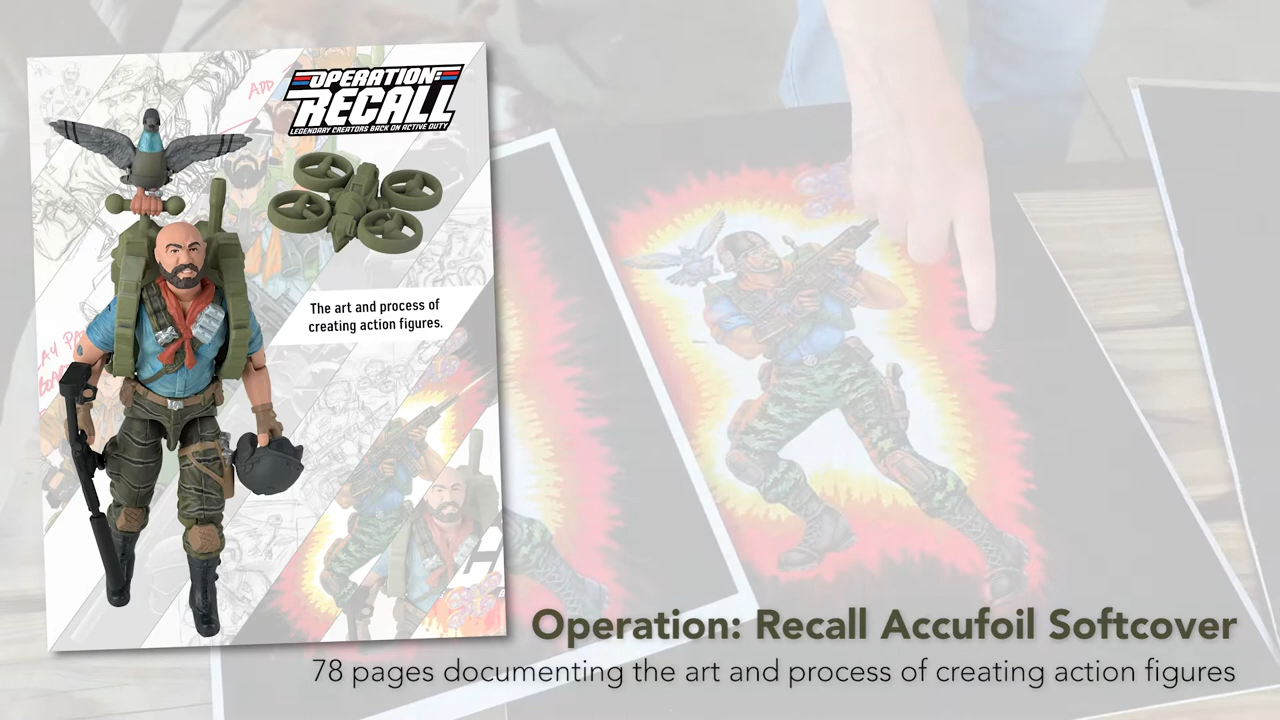 ADD
OPERATION:
RECALL
LEGENDARY CREATORS BACK ON ACTIVE DUTY
The art and process of
creating action figures.
Operation: Recall Accufoil Softcover
78 pages documenting the art and process of creating action figures